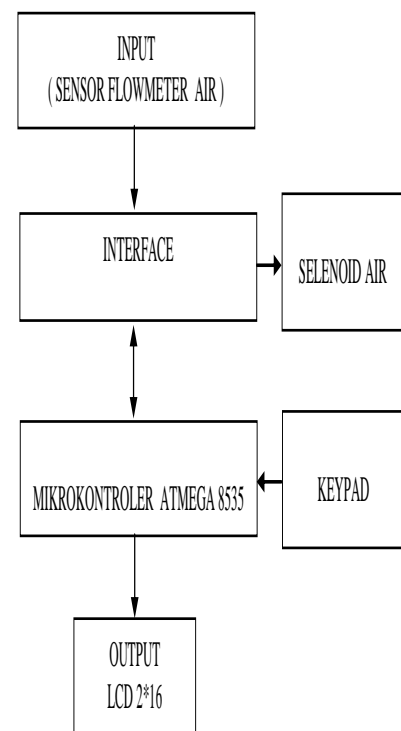 INPUT
( SENSOR FLOWMETER AIR )
INTERFACE
SELENOID AIR
MIKROKONTROLER ATMEGA 8535
KEYPAD
OUTPUT
LCD 2*16